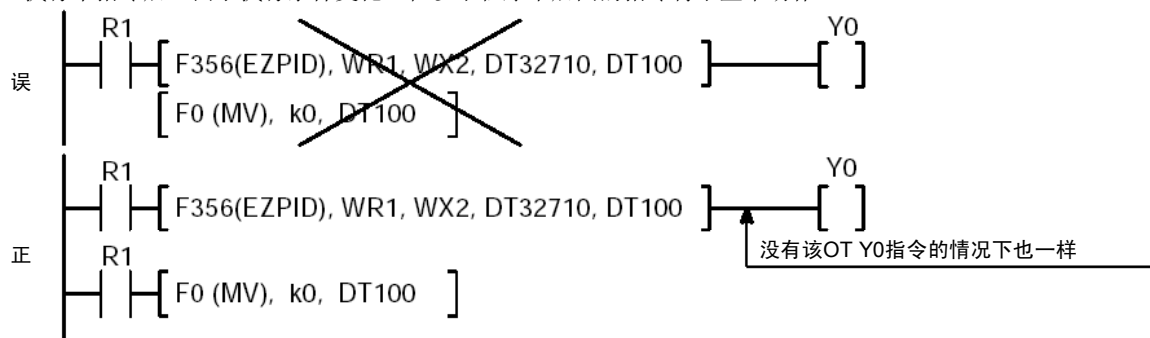 R1 Y0
F356(EZPID), WR1, WX2, DT32710, DT100
误
F0 (MV), k0, DT100
R1 Y0
F356(EZPID), WR1, WX2, DT32710, DT100
正
没有该OT Y0指令的情况下也一样
R1
F0 (MV), k0, DT100